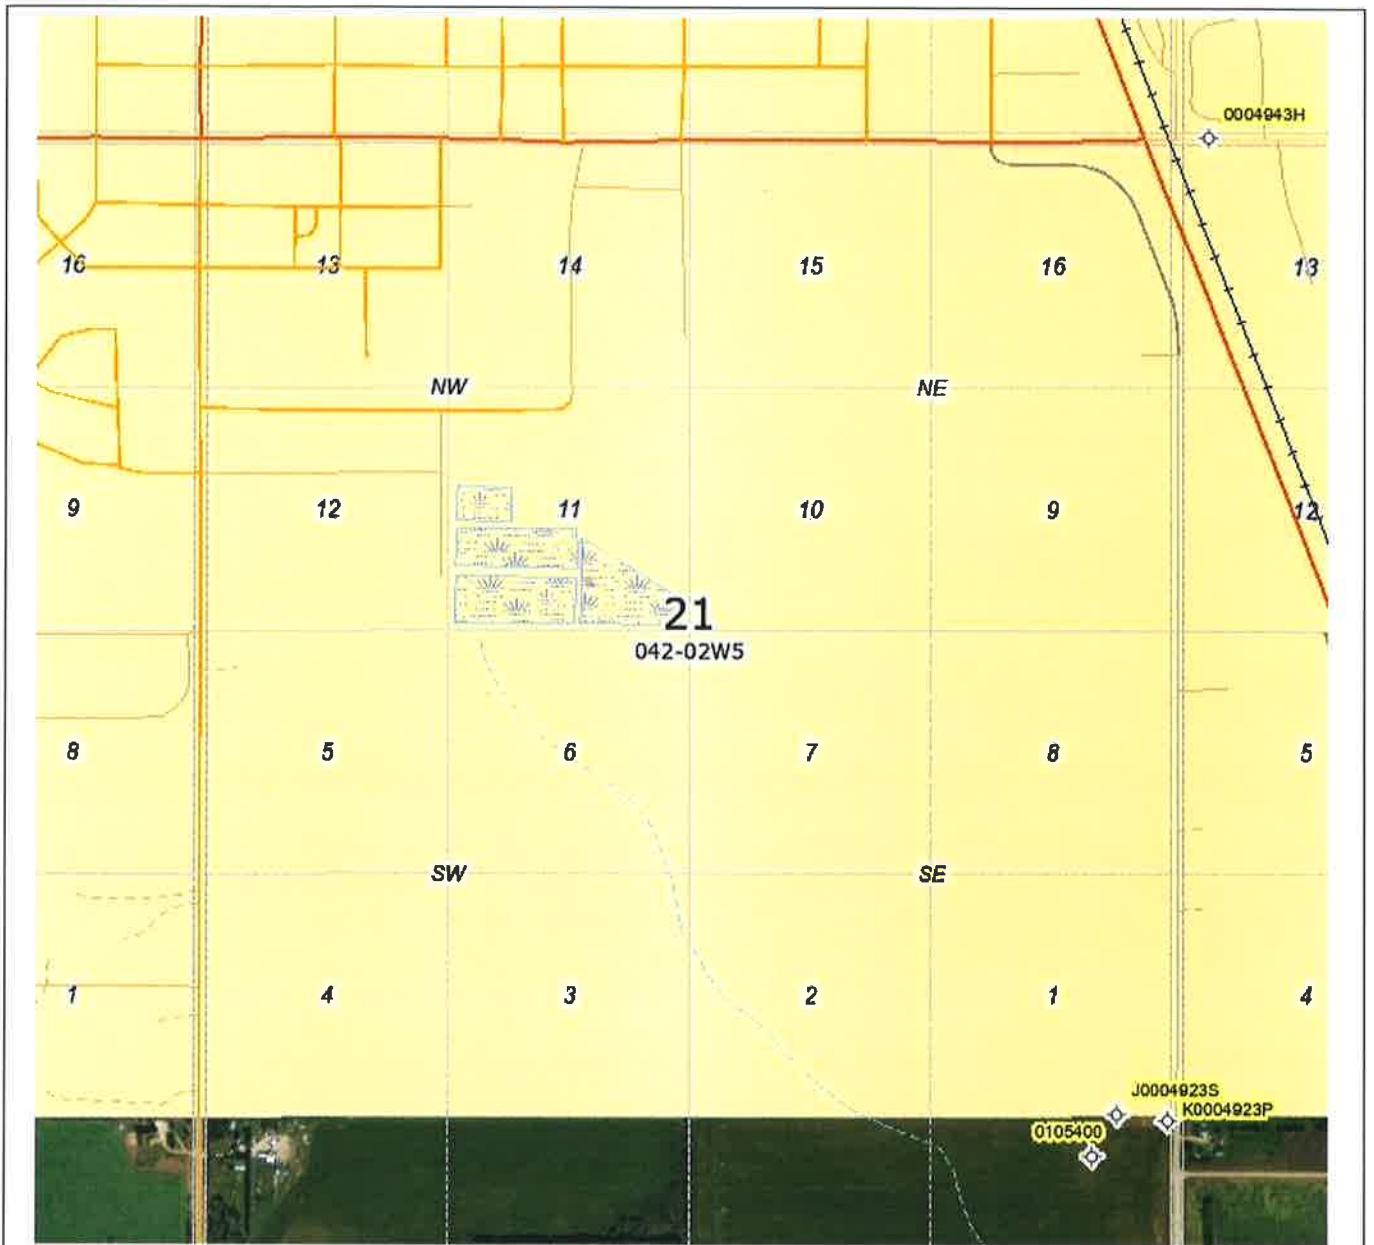 0004943H
16 13 14 15 16 13
NW NE
9 12 11 10 9 12
21
042-02W5
8 5 6 7 8 5
SW SE
1 4 3 2 1 4
J0004923S
K0004923P
0105400